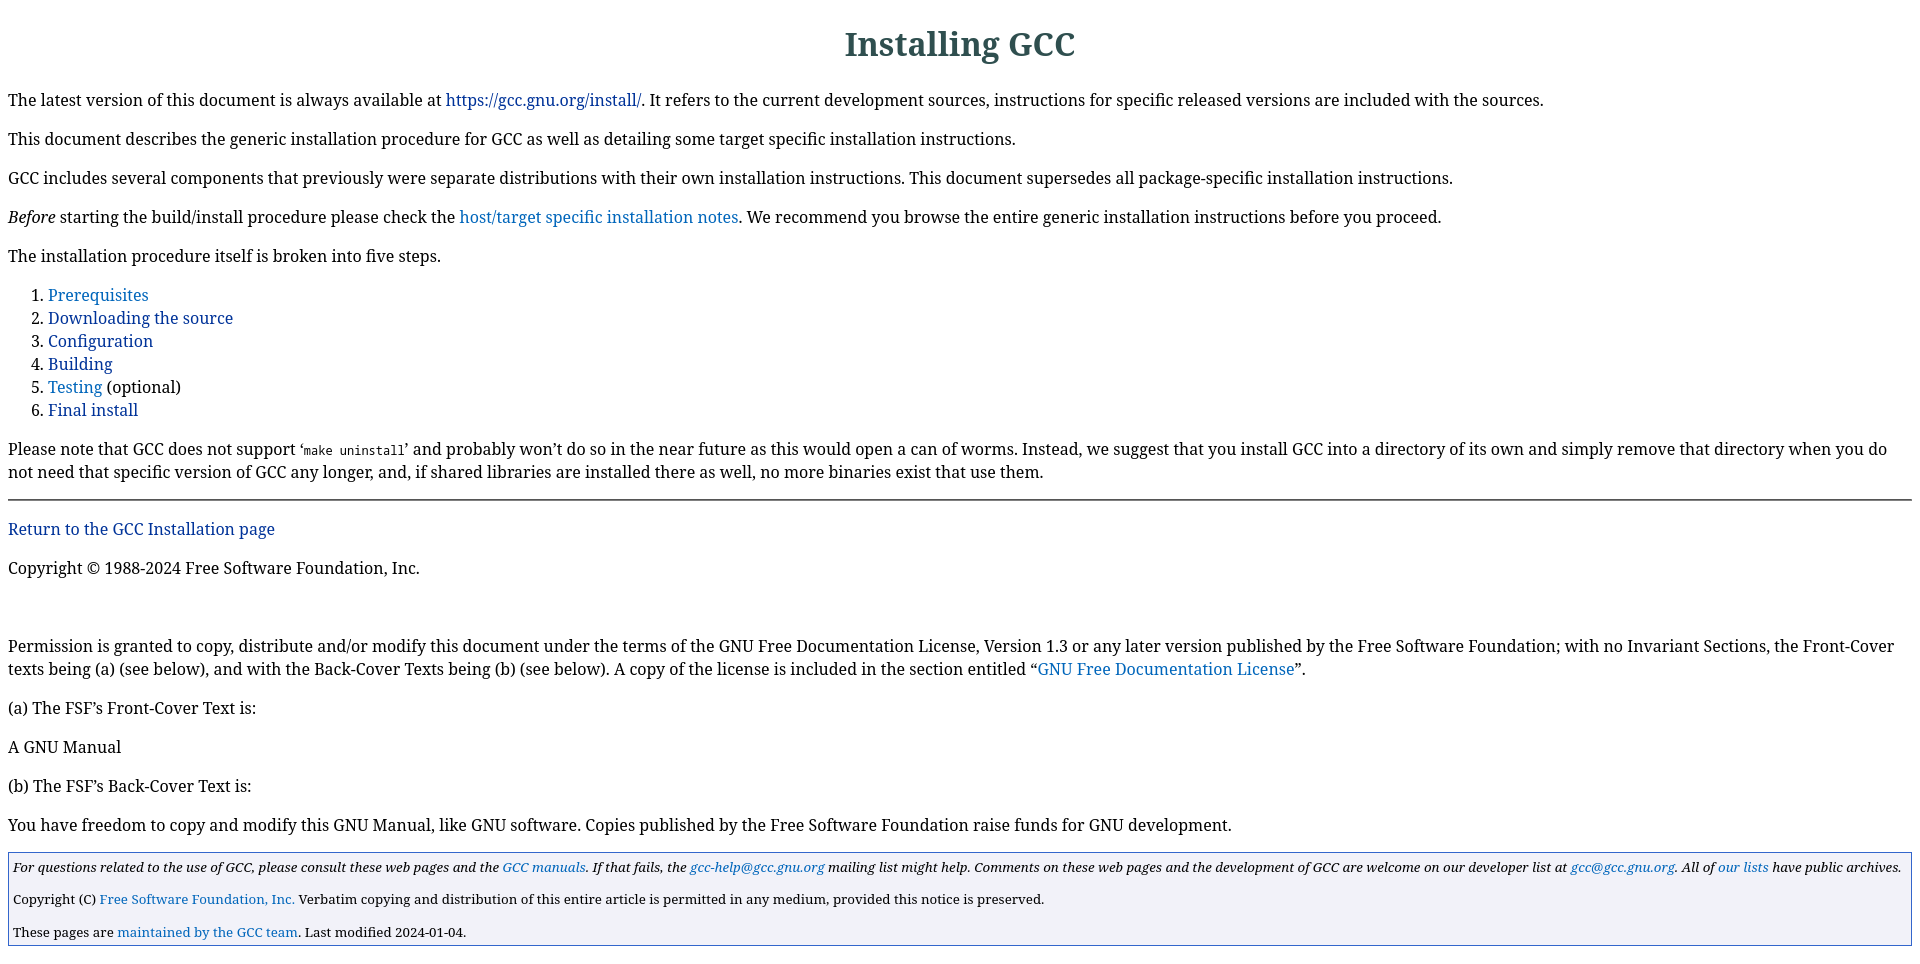 Installing GCC
The latest version of this document is always available at https://gcc.gnu.org/install/. It refers to the current development sources, instructions for specific released versions are included with the sources.
This document describes the generic installation procedure for GCC as well as detailing some target specific installation instructions.
GCC includes several components that previously were separate distributions with their own installation instructions. This document supersedes all package-specific installation instructions.
Before starting the build/install procedure please check the host/target specific installation notes. We recommend you browse the entire generic installation instructions before you proceed.
The installation procedure itself is broken into five steps.
1. Prerequisites
2. Downloading the source
3. Configuration
4. Building
5. Testing (optional)
6. Final install
Please note that GCC does not support ‘make uninstall’ and probably won’t do so in the near future as this would open a can of worms. Instead, we suggest that you install GCC into a directory of its own and simply remove that directory when you do
not need that specific version of GCC any longer, and, if shared libraries are installed there as well, no more binaries exist that use them.
Return to the GCC Installation page
Copyright © 1988-2024 Free Software Foundation, Inc.
Permission is granted to copy, distribute and/or modify this document under the terms of the GNU Free Documentation License, Version 1.3 or any later version published by the Free Software Foundation; with no Invariant Sections, the Front-Cover
texts being (a) (see below), and with the Back-Cover Texts being (b) (see below). A copy of the license is included in the section entitled “GNU Free Documentation License”.
(a) The FSF’s Front-Cover Text is:
A GNU Manual
(b) The FSF’s Back-Cover Text is:
You have freedom to copy and modify this GNU Manual, like GNU software. Copies published by the Free Software Foundation raise funds for GNU development.
For questions related to the use of GCC, please consult these web pages and the GCC manuals. If that fails, the gcc-help@gcc.gnu.org mailing list might help. Comments on these web pages and the development of GCC are welcome on our developer list at gcc@gcc.gnu.org. All of our lists have public archives.
Copyright (C) Free Software Foundation, Inc. Verbatim copying and distribution of this entire article is permitted in any medium, provided this notice is preserved.
These pages are maintained by the GCC team. Last modified 2024-01-04.